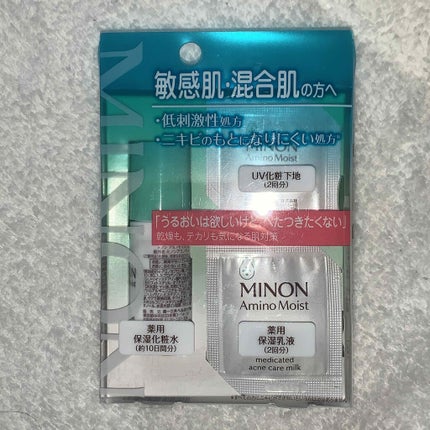 敏感肌・混合肌の方へ
・低刺激性処方
・ニキビのもとになりにくい処方
MINON
Amino Moist
UV化粧下地
(2回分)
「うるおいは欲しいけど、べたつきたくない」
乾燥も、テカリも気になる肌対策
MINON
Amino Moist
薬用
保湿化粧水
(約10日間分)
薬用
保湿乳液
(2回分)
medicated
acne care milk
MINON